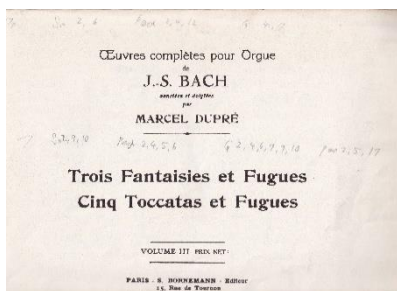 Œuvres complètes pour Orgue
de
J.-S. BACH
annotées et doigtées
par
MARCEL DUPRÉ
Trois Fantaisies et Fugues
Cinq Toccatas et Fugues
VOLUME III PRIX NET:
PARIS - S. BORNEMANN - Editeur
15, Rue de Tournon